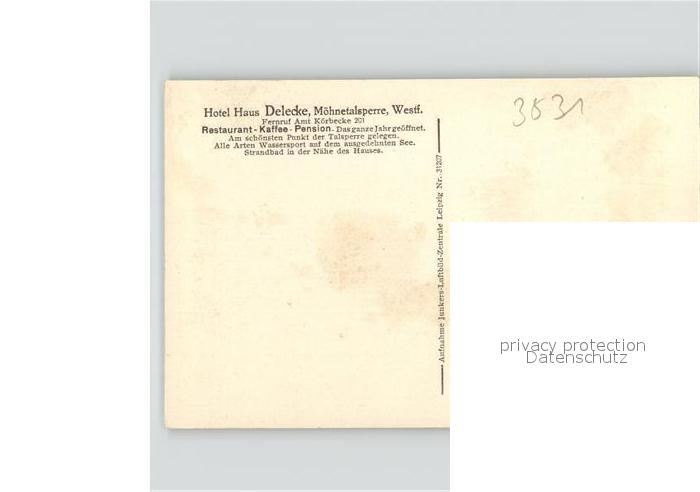 Hotel Haus Delecke, Möhnetalsperre, Westf.
Fernruf Amt Körbecke 201
Restaurant-Kaffee-Pension. Das ganze Jahr geöffnet.
Am schönsten Punkt der Talsperre gelegen.
Alle Arten Wassersport auf dem ausgedehnten See.
Strandbad in der Nähe des Hauses.
3831
Aufnahme Junkers-Luftbild-Zentrale Leipzig Nr. 31207
privacy protection
Datenschutz